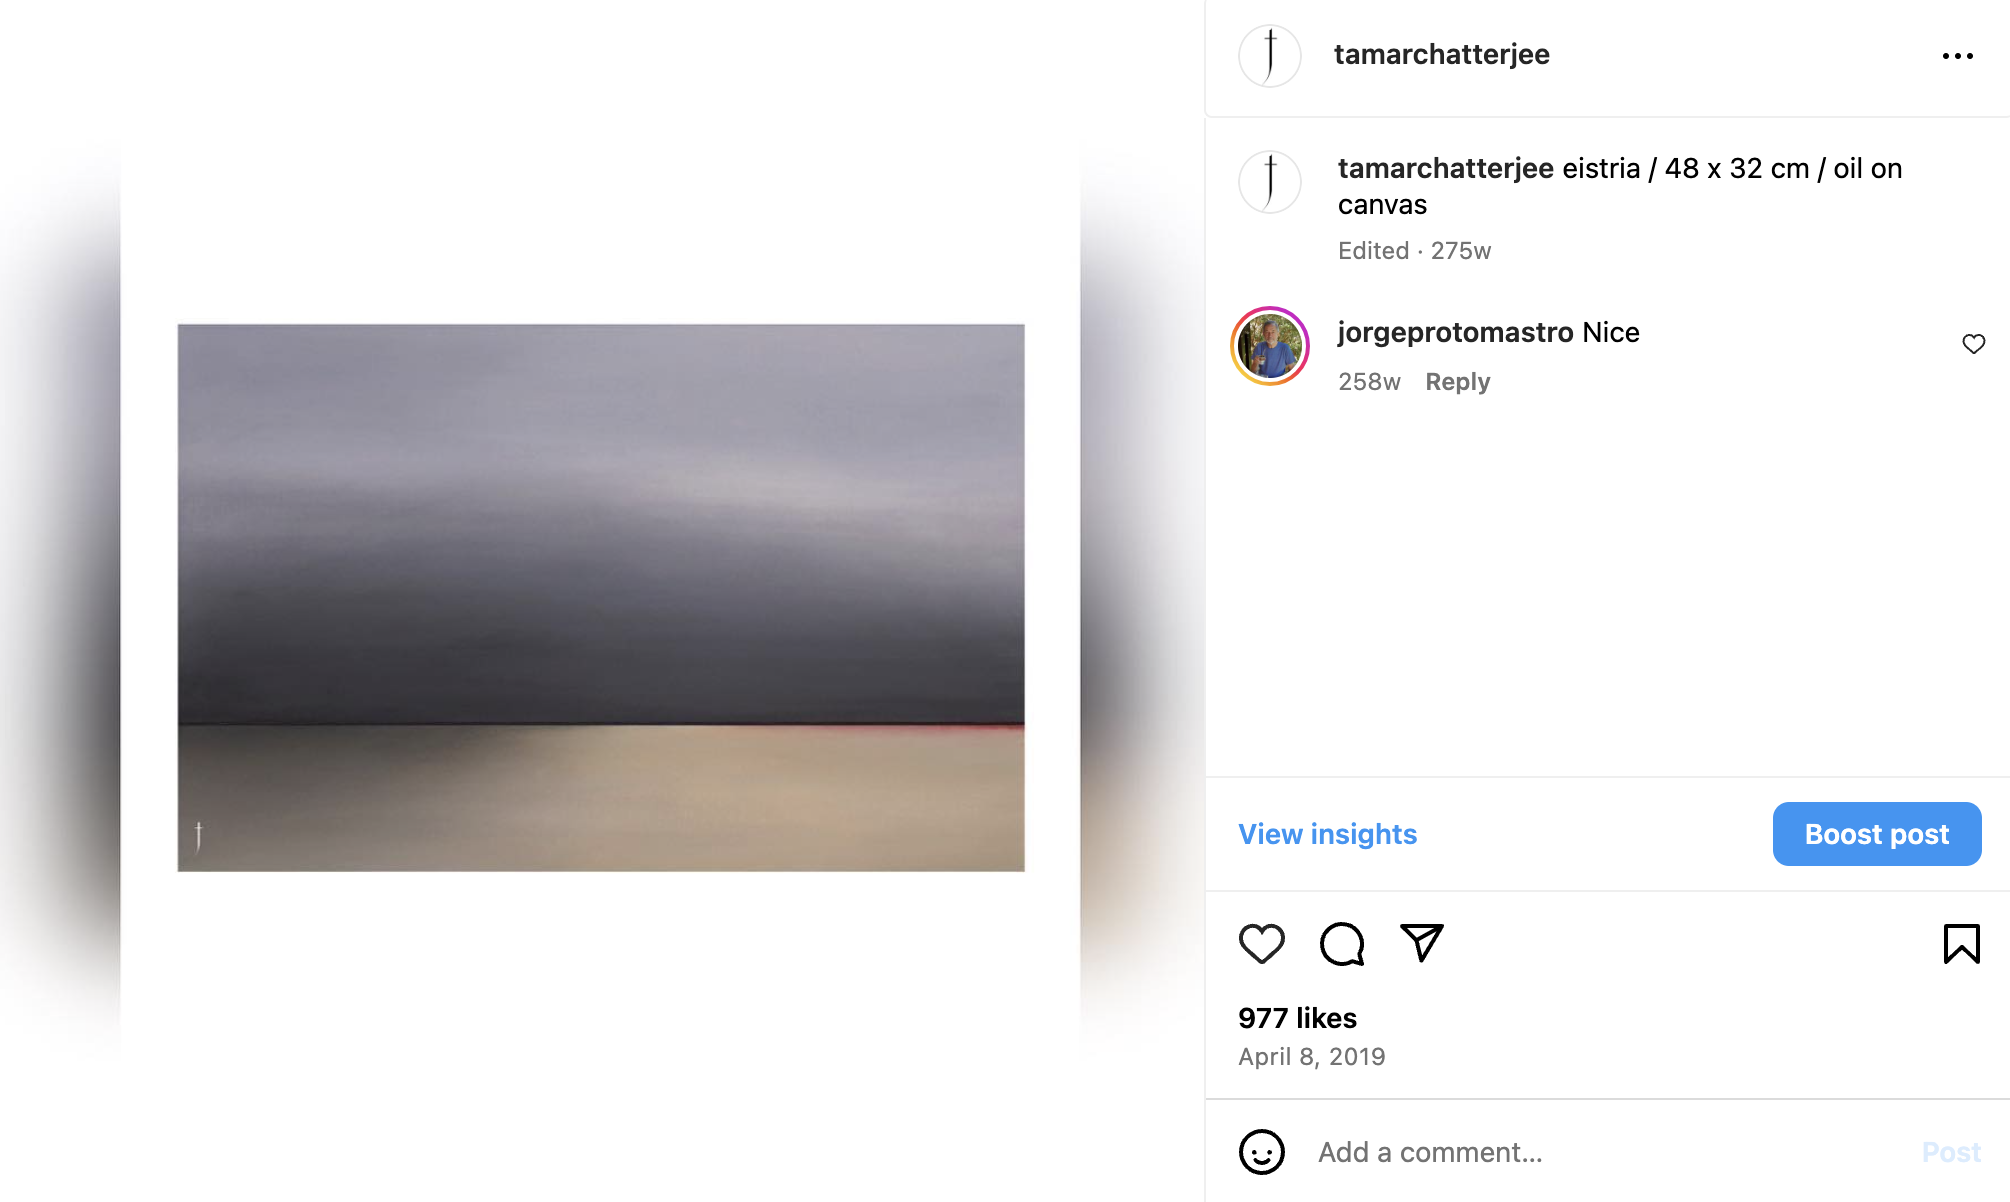 tamarchatterjee
tamarchatterjee eistria / 48 x 32 cm / oil on
canvas
Edited · 275w
jorgeprotomastro Nice
258w Reply
View insights
Boost post
977 likes
April 8, 2019
Add a comment...
Post